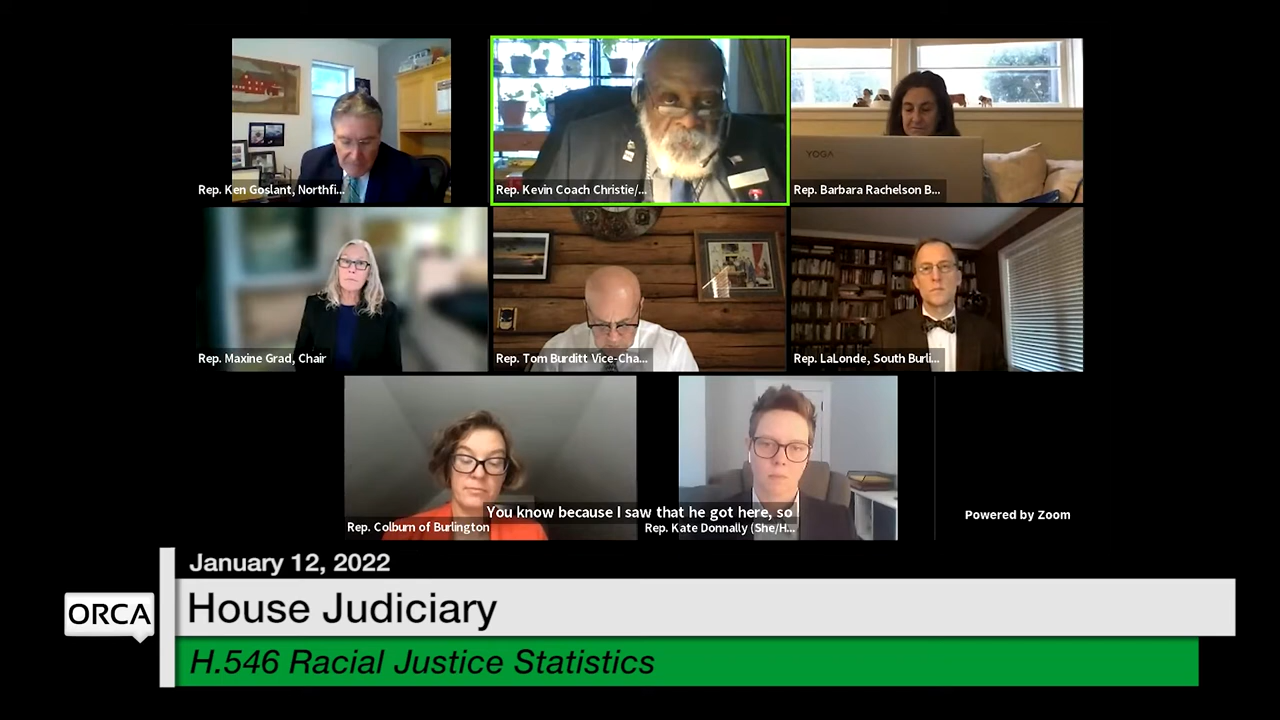 Rep. Ken Goslant, Northfi...
Rep. Kevin Coach Christie/...
YOGA
Rep. Barbara Rachelson B...
Rep. Maxine Grad, Chair
Rep. Tom Burditt Vice-Cha...
Rep. LaLonde, South Burli...
You know because I saw that he got here, so
Rep. Colburn of Burlington
Rep. Kate Donnally (She/H...
Powered by Zoom
January 12, 2022
ORCA
House Judiciary
H.546 Racial Justice Statistics